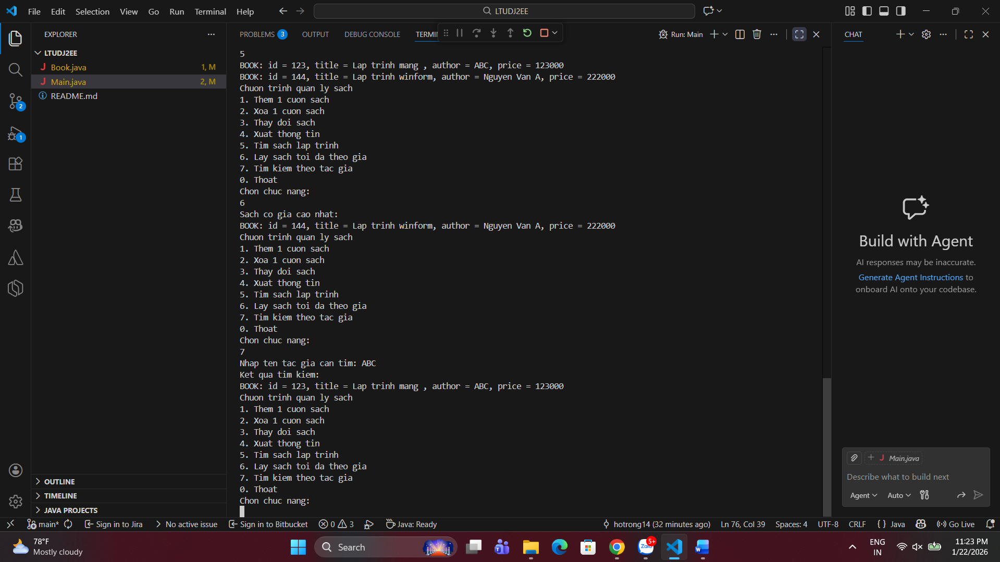 File Edit Selection View Go Run Terminal Help
LTUDJ2EE
EXPLORER
LTUDJ2EE
Book.java 1, M
Main.java 2, M
README.md
OUTLINE
TIMELINE
JAVA PROJECTS
2
1
PROBLEMS 3 OUTPUT DEBUG CONSOLE TERMI
Run: Main
5
BOOK: id = 123, title = Lap trinh mang , author = ABC, price = 123000
BOOK: id = 144, title = Lap trinh winform, author = Nguyen Van A, price = 222000
Chuon trinh quan ly sach
1. Them 1 cuon sach
2. Xoa 1 cuon sach
3. Thay doi sach
4. Xuat thong tin
5. Tim sach lap trinh
6. Lay sach toi da theo gia
7. Tim kiem theo tac gia
0. Thoat
Chon chuc nang:
6
Sach co gia cao nhat:
BOOK: id = 144, title = Lap trinh winform, author = Nguyen Van A, price = 222000
Chuon trinh quan ly sach
1. Them 1 cuon sach
2. Xoa 1 cuon sach
3. Thay doi sach
4. Xuat thong tin
5. Tim sach lap trinh
6. Lay sach toi da theo gia
7. Tim kiem theo tac gia
0. Thoat
Chon chuc nang:
7
Nhap ten tac gia can tim: ABC
Ket qua tim kiem:
BOOK: id = 123, title = Lap trinh mang , author = ABC, price = 123000
Chuon trinh quan ly sach
1. Them 1 cuon sach
2. Xoa 1 cuon sach
3. Thay doi sach
4. Xuat thong tin
5. Tim sach lap trinh
6. Lay sach toi da theo gia
7. Tim kiem theo tac gia
0. Thoat
Chon chuc nang:
CHAT
Build with Agent
AI responses may be inaccurate.
Generate Agent Instructions to
onboard AI onto your codebase.
Main.java
Describe what to build next
Agent Auto
main* Sign in to Jira No active issue Sign in to Bitbucket 0 3 Java: Ready hotrong14 (32 minutes ago) Ln 76, Col 39 Spaces: 4 UTF-8 CRLF { } Java Go Live
78°F
Mostly cloudy
Search
Zalo 5+
ENG
IN
11:23 PM
1/22/2026